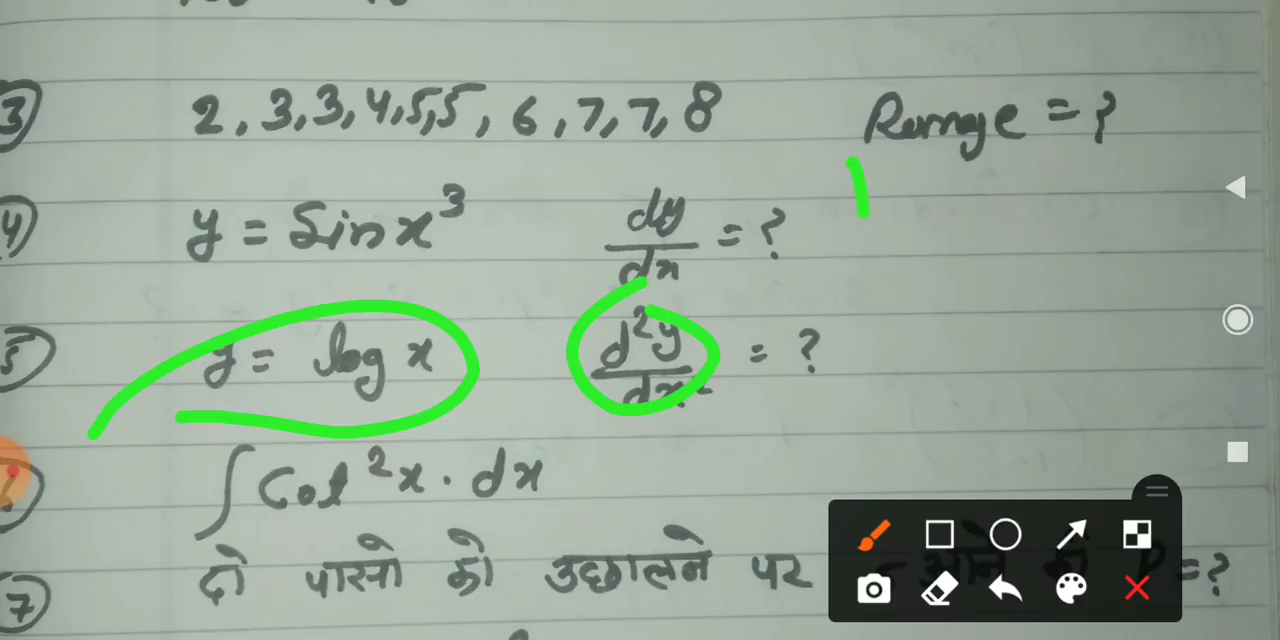 3 2, 3, 3, 4, 5, 5, 6, 7, 7, 8 Range = ?
4 y = Sin x³ dy/dx = ?
5 y = log x d²y/dx² = ?
∫ Cot² x · dx
7 दो पासो को उछालने पर आने की P = ?